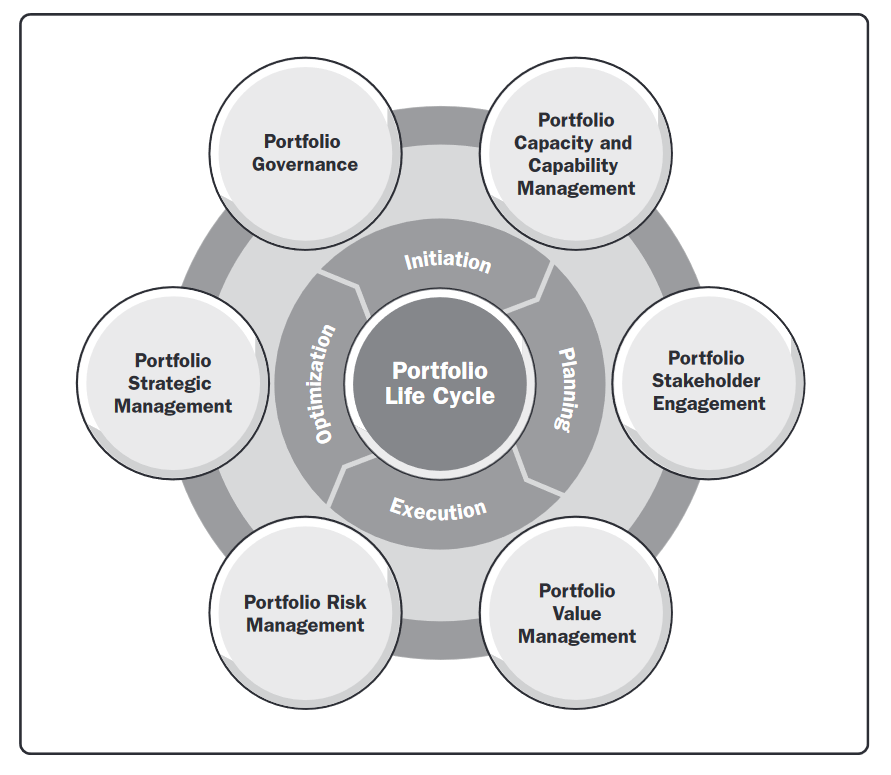 Portfolio
Governance
Portfolio
Capacity and
Capability
Management
Initiation
Portfolio
Strategic
Management
Optimization
Portfolio
Life Cycle
Planning
Portfolio
Stakeholder
Engagement
Execution
Portfolio Risk
Management
Portfolio
Value
Management